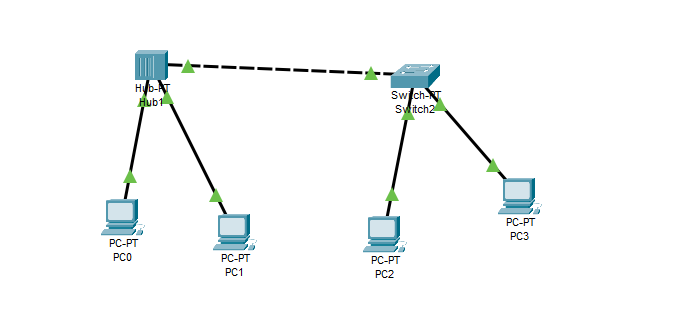 Hub-PT
Hub1
Switch-PT
Switch2
PC-PT
PC0
PC-PT
PC1
PC-PT
PC2
PC-PT
PC3